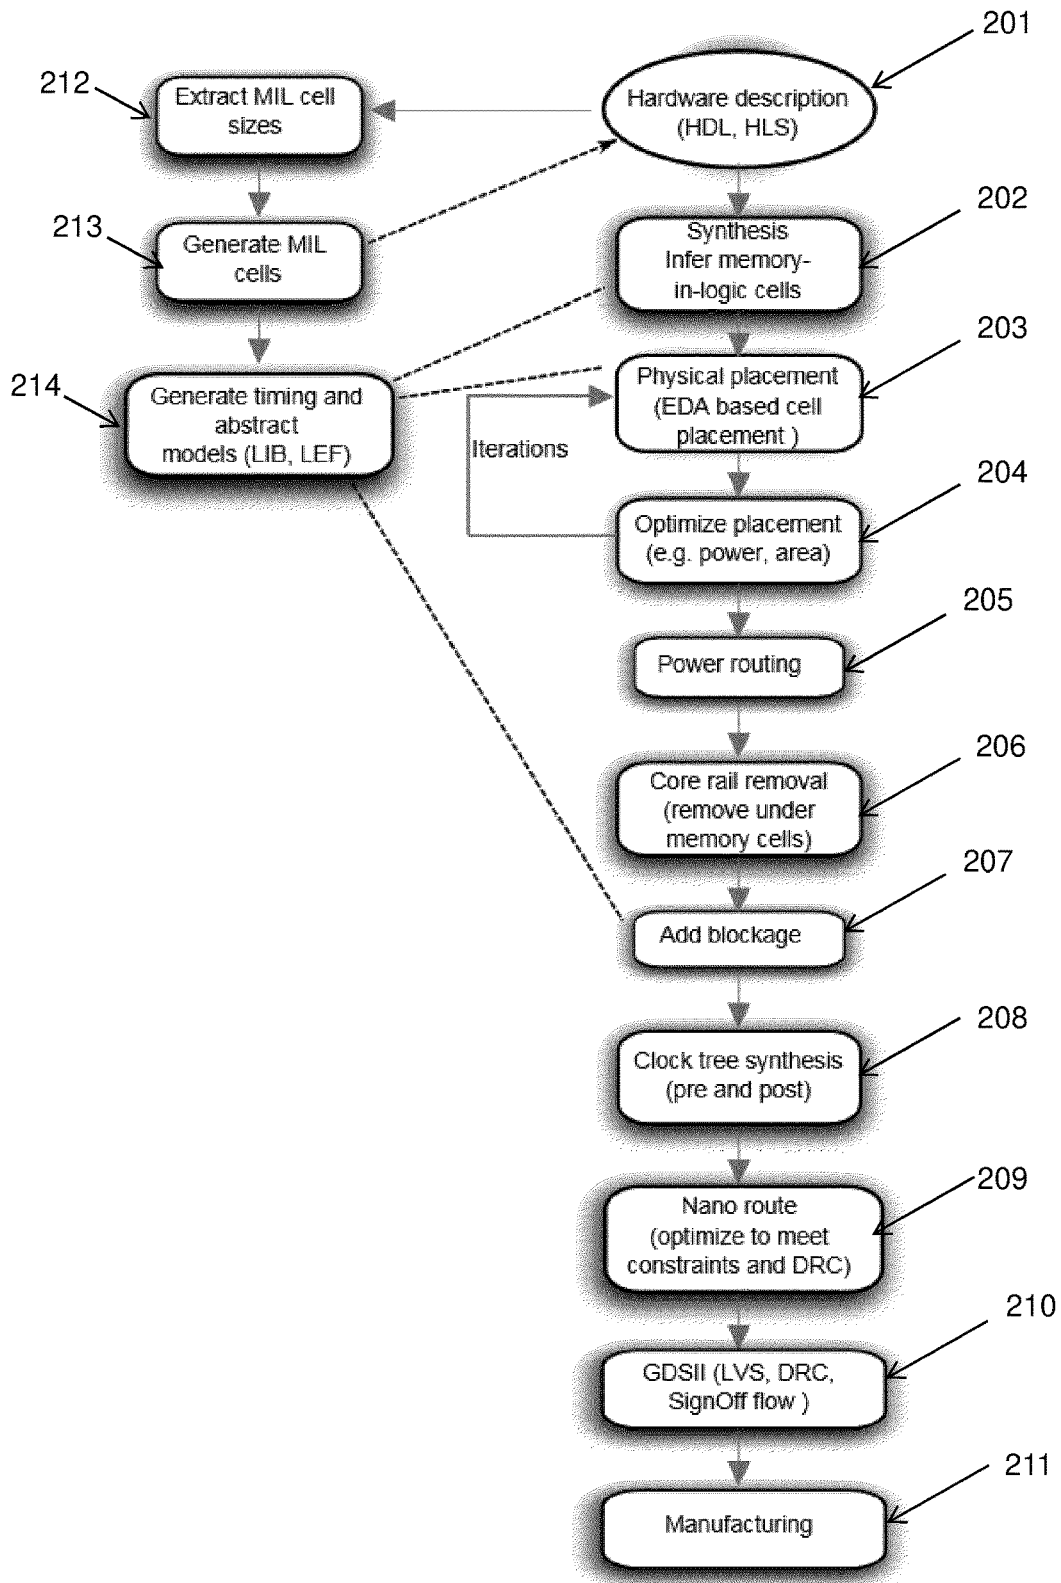 201
212
Extract MIL cell
sizes
Hardware description
(HDL, HLS)
213
Generate MIL
cells
202
Synthesis
Infer memory-
in-logic cells
203
214
Generate timing and
abstract
models (LIB, LEF)
Physical placement
(EDA based cell
placement )
Iterations
204
Optimize placement
(e.g. power, area)
205
Power routing
206
Core rail removal
(remove under
memory cells)
207
Add blockage
208
Clock tree synthesis
(pre and post)
209
Nano route
(optimize to meet
constraints and DRC)
210
GDSII (LVS, DRC,
SignOff flow )
211
Manufacturing